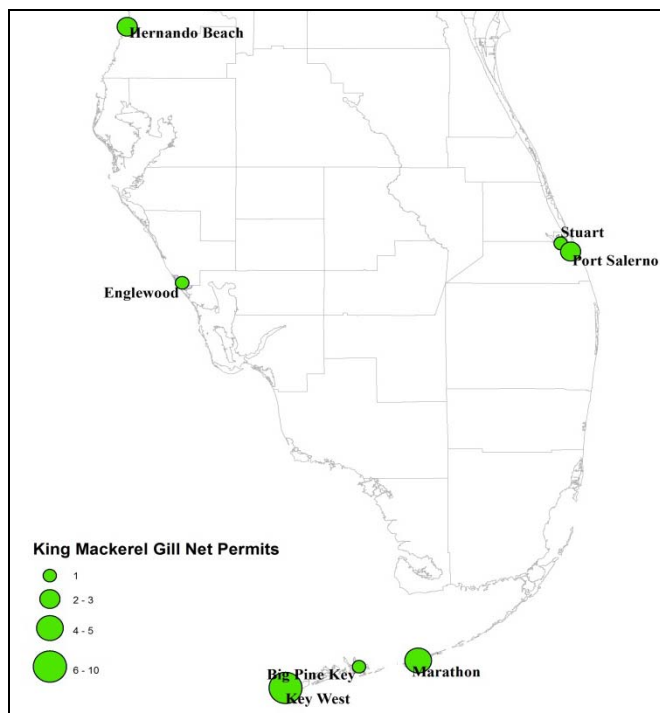 Hernando Beach
Stuart
Port Salerno
Englewood
King Mackerel Gill Net Permits
1
2 - 3
4 - 5
6 - 10
Big Pine Key
Marathon
Key West